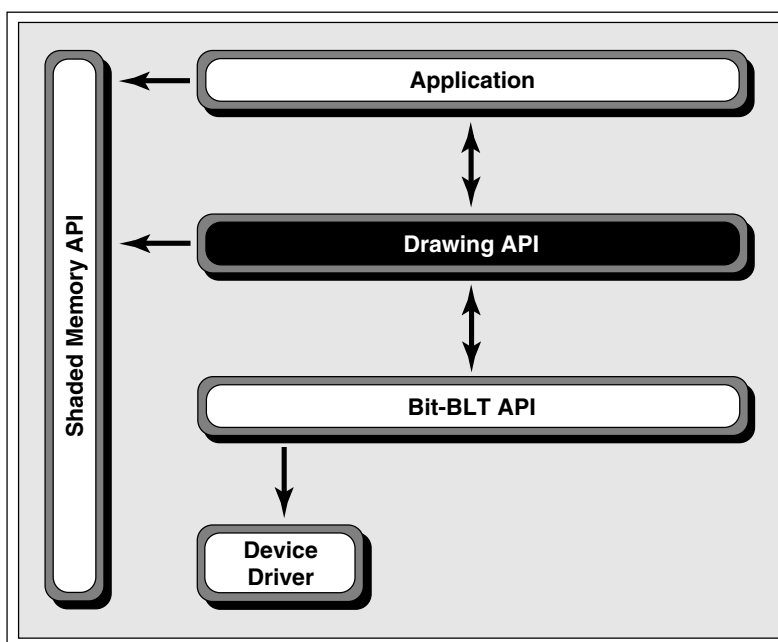 Application
Shaded Memory API
Drawing API
Bit-BLT API
Device
Driver